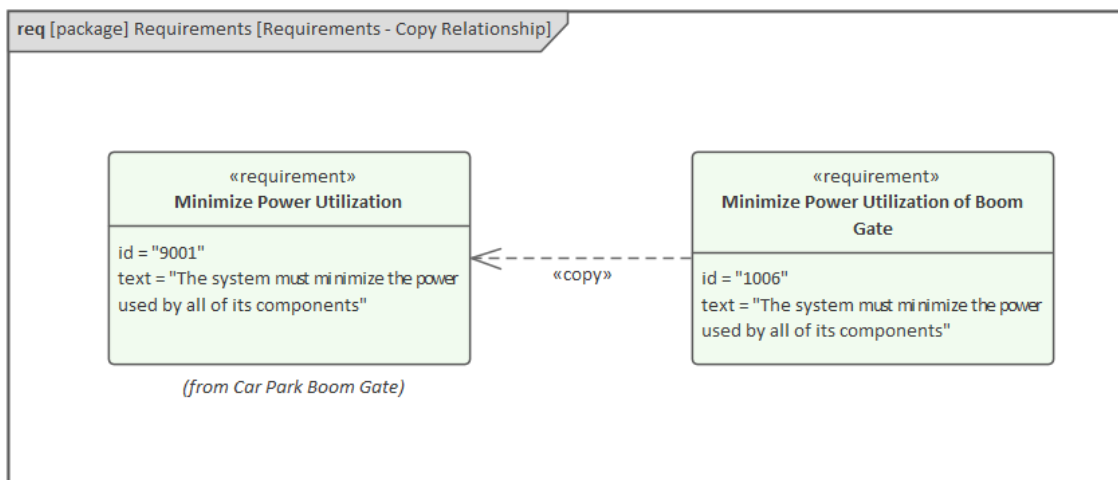 req [package] Requirements [Requirements - Copy Relationship]
«requirement»
Minimize Power Utilization
id = "9001"
text = "The system must minimize the power
used by all of its components"
(from Car Park Boom Gate)
«copy»
«requirement»
Minimize Power Utilization of Boom
Gate
id = "1006"
text = "The system must minimize the power
used by all of its components"